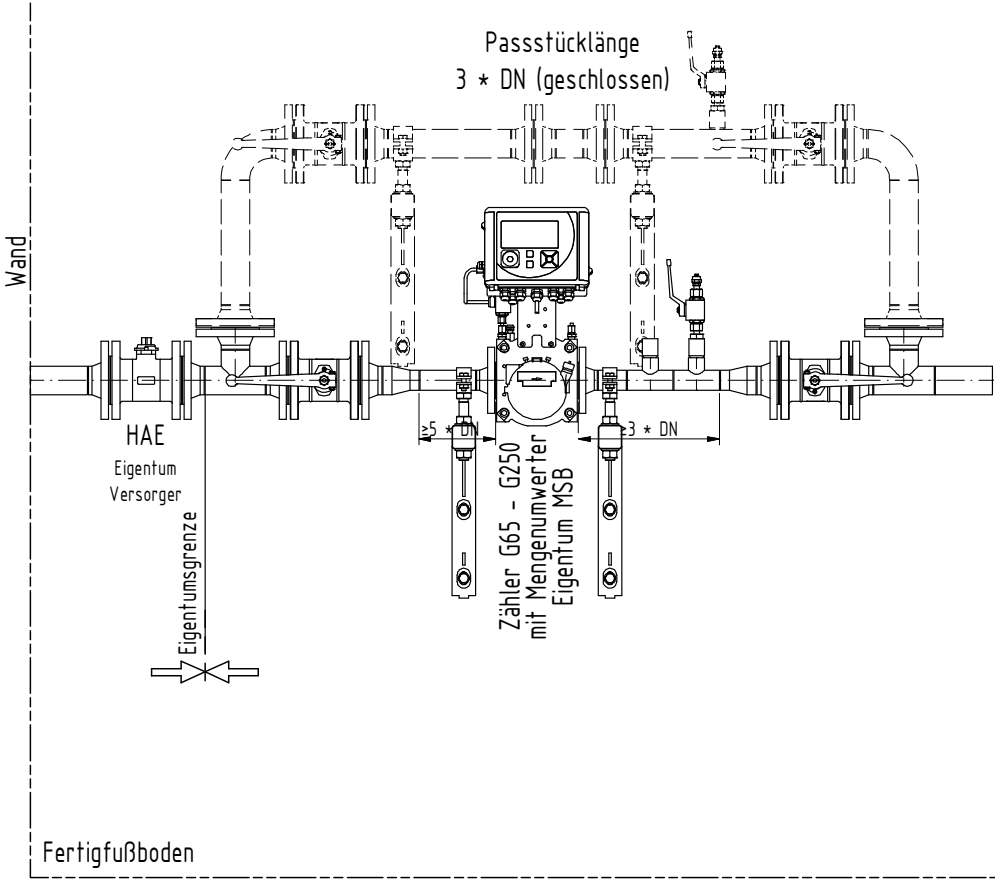 Passstücklänge
3 * DN (geschlossen)
Wand
HAE
Eigentum
Versorger
Eigentumsgrenze
≥5 * DN
≥3 * DN
Zähler G65 - G250
mit Mengenumwerter
Eigentum MSB
Fertigfußboden